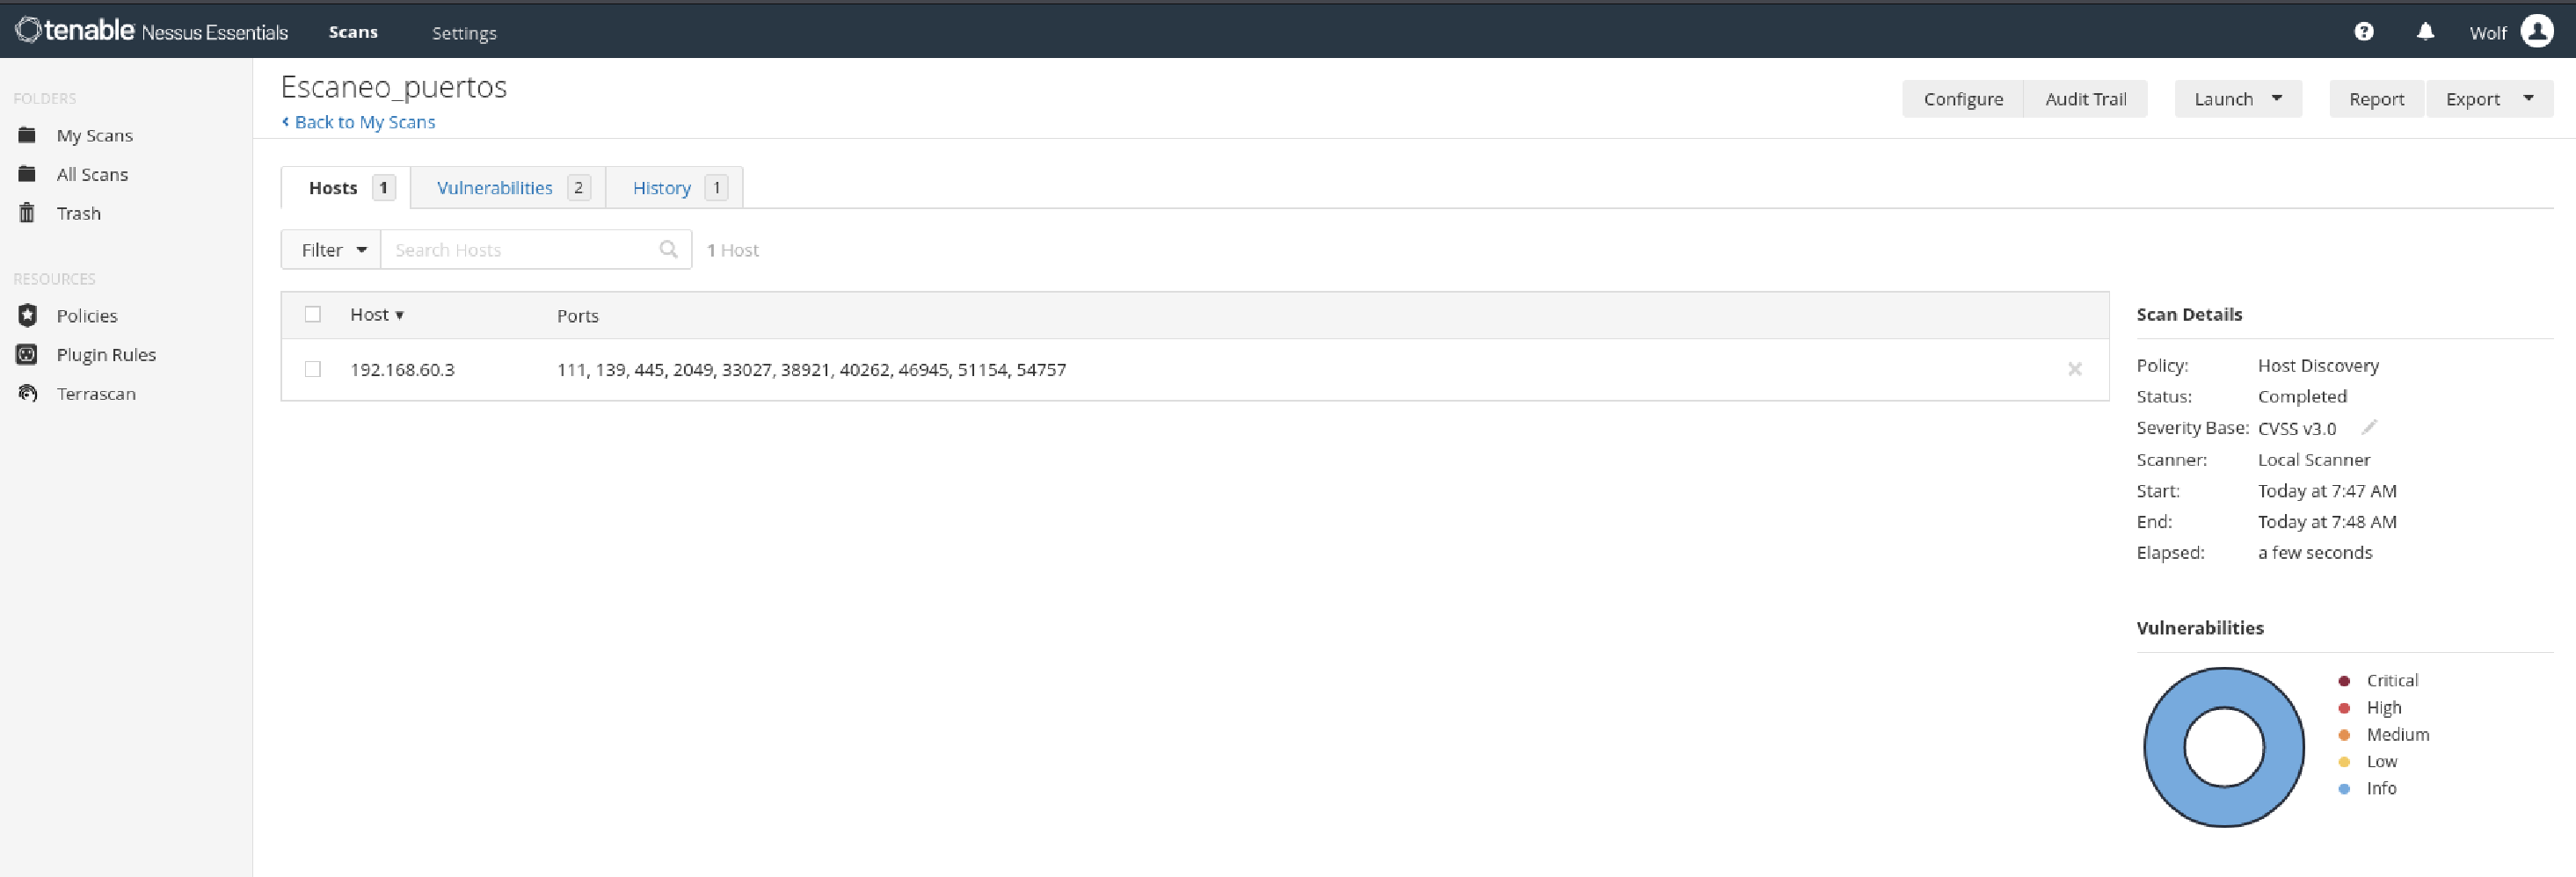 tenable Nessus Essentials Scans Settings Wolf
FOLDERS
My Scans
All Scans
Trash
RESOURCES
Policies
Plugin Rules
Terrascan
Escaneo_puertos
Back to My Scans
Configure Audit Trail Launch Report Export
Hosts 1 Vulnerabilities 2 History 1
Filter Search Hosts 1 Host
Host Ports
192.168.60.3 111, 139, 445, 2049, 33027, 38921, 40262, 46945, 51154, 54757
Scan Details
Policy: Host Discovery
Status: Completed
Severity Base: CVSS v3.0
Scanner: Local Scanner
Start: Today at 7:47 AM
End: Today at 7:48 AM
Elapsed: a few seconds
Vulnerabilities
Critical
High
Medium
Low
Info